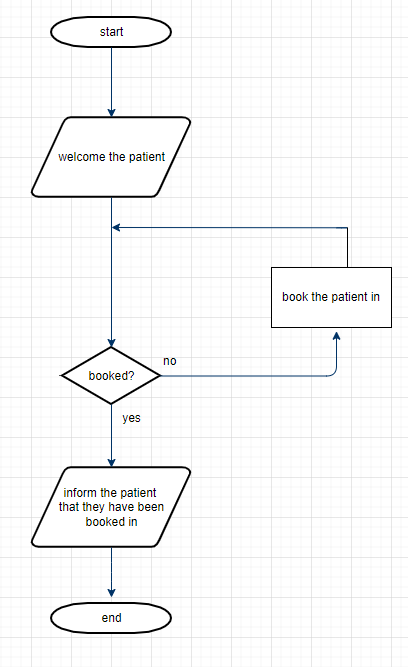 start
welcome the patient
book the patient in
booked?
no
yes
inform the patient
that they have been
booked in
end